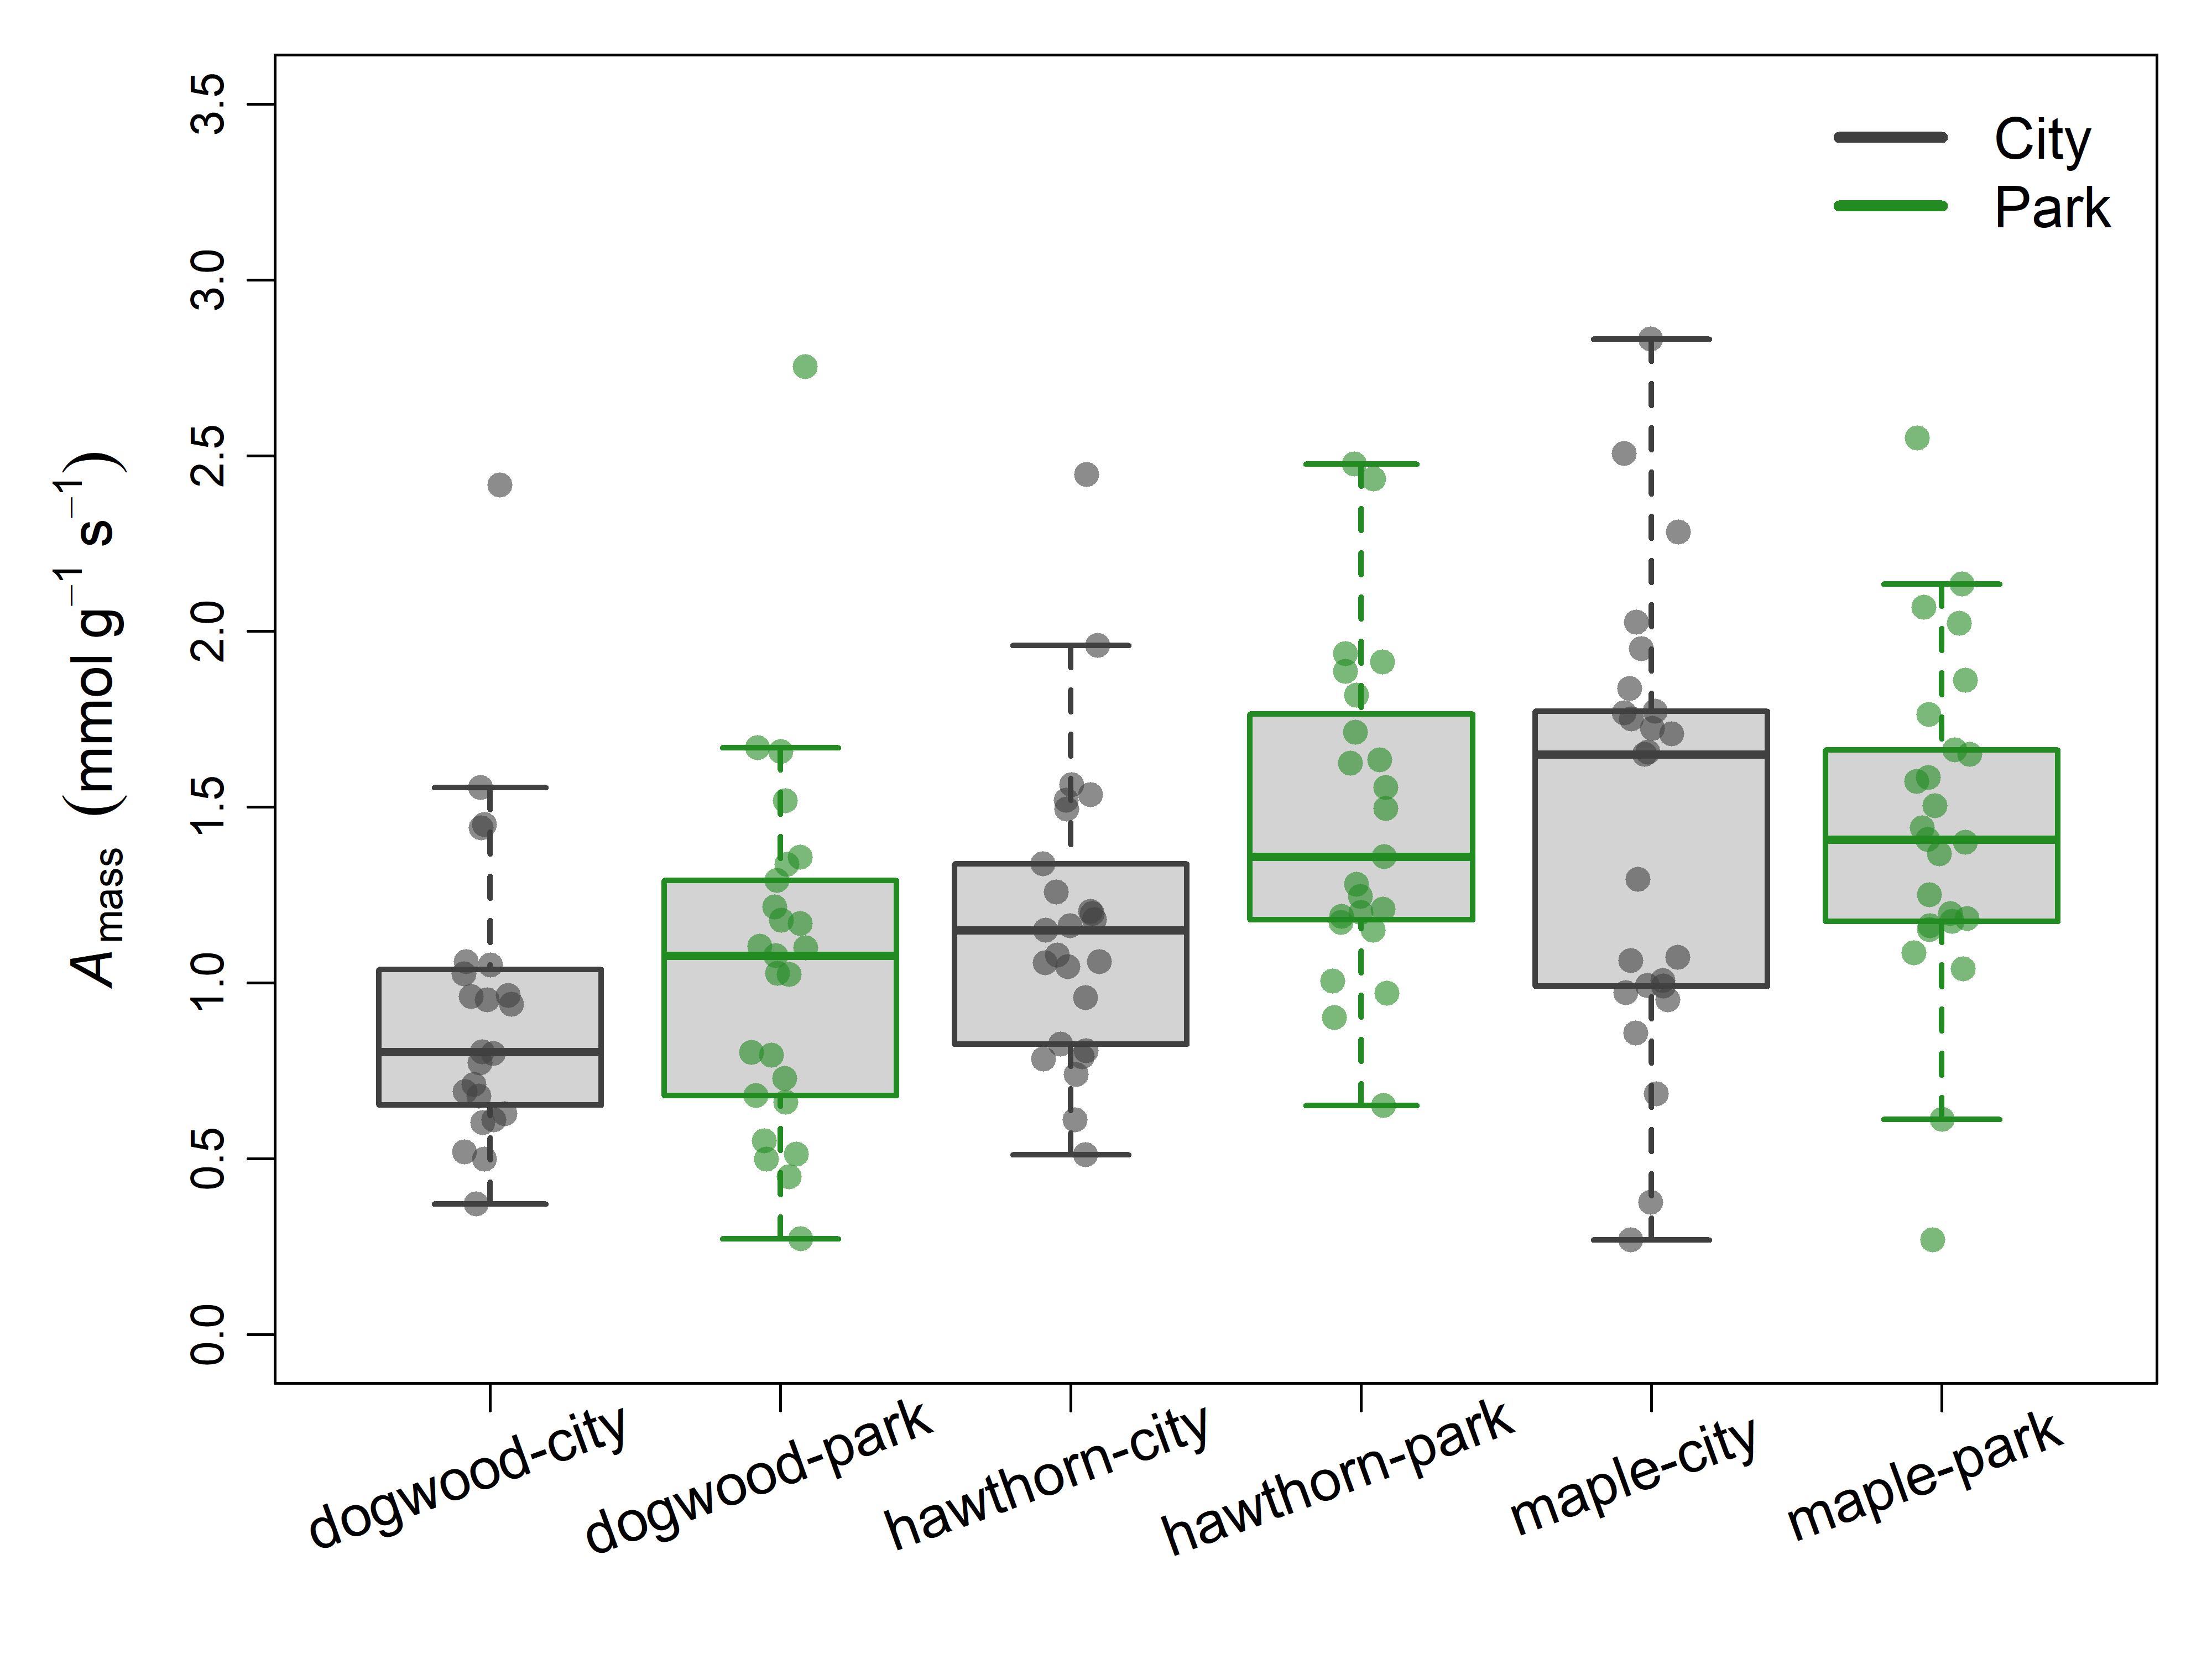 City
Park
3.5
3.0
2.5
2.0
1.5
1.0
0.5
0.0
A mass (mmol g⁻¹ s⁻¹)
dogwood-city
dogwood-park
hawthorn-city
hawthorn-park
maple-city
maple-park